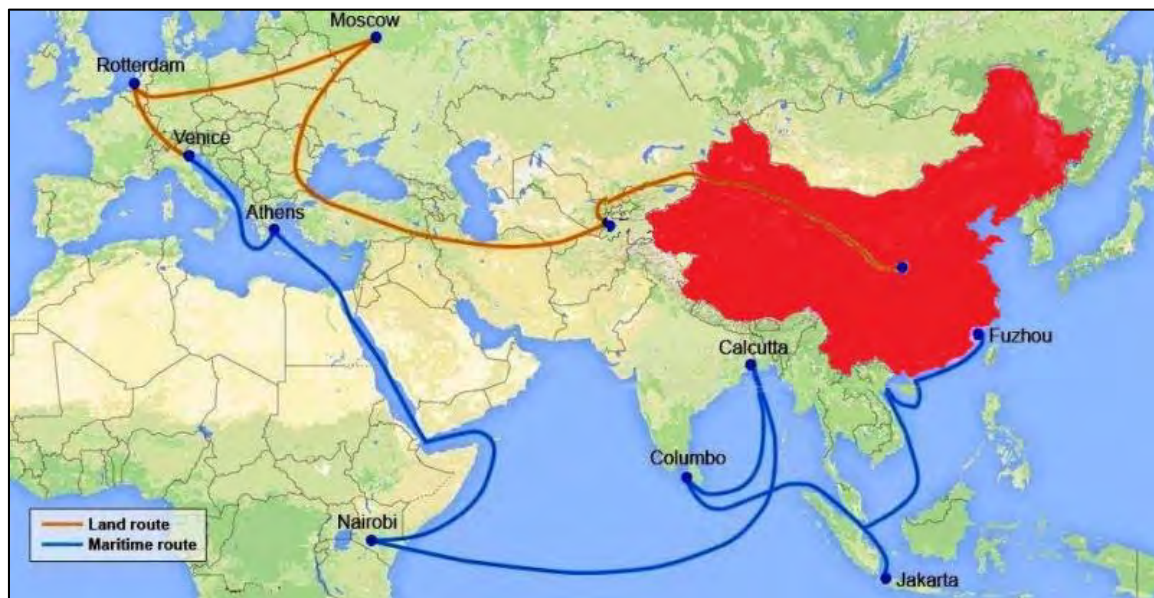 Moscow
Rotterdam
Venice
Athens
Fuzhou
Calcutta
Columbo
Nairobi
Jakarta
Land route
Maritime route